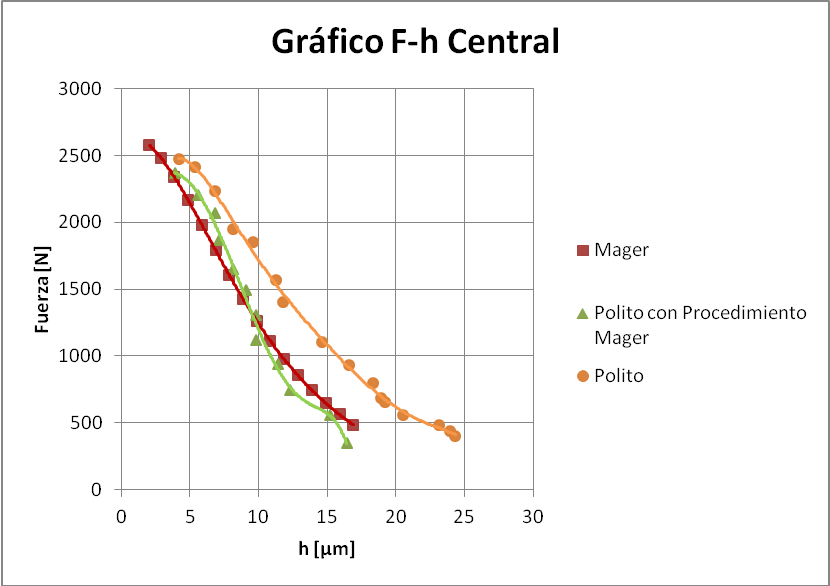 Gráfico F-h Central
3000
2500
2000
1500
1000
500
0
Fuerza [N]
0 5 10 15 20 25 30
h [µm]
Mager
Polito con Procedimiento
Mager
Polito